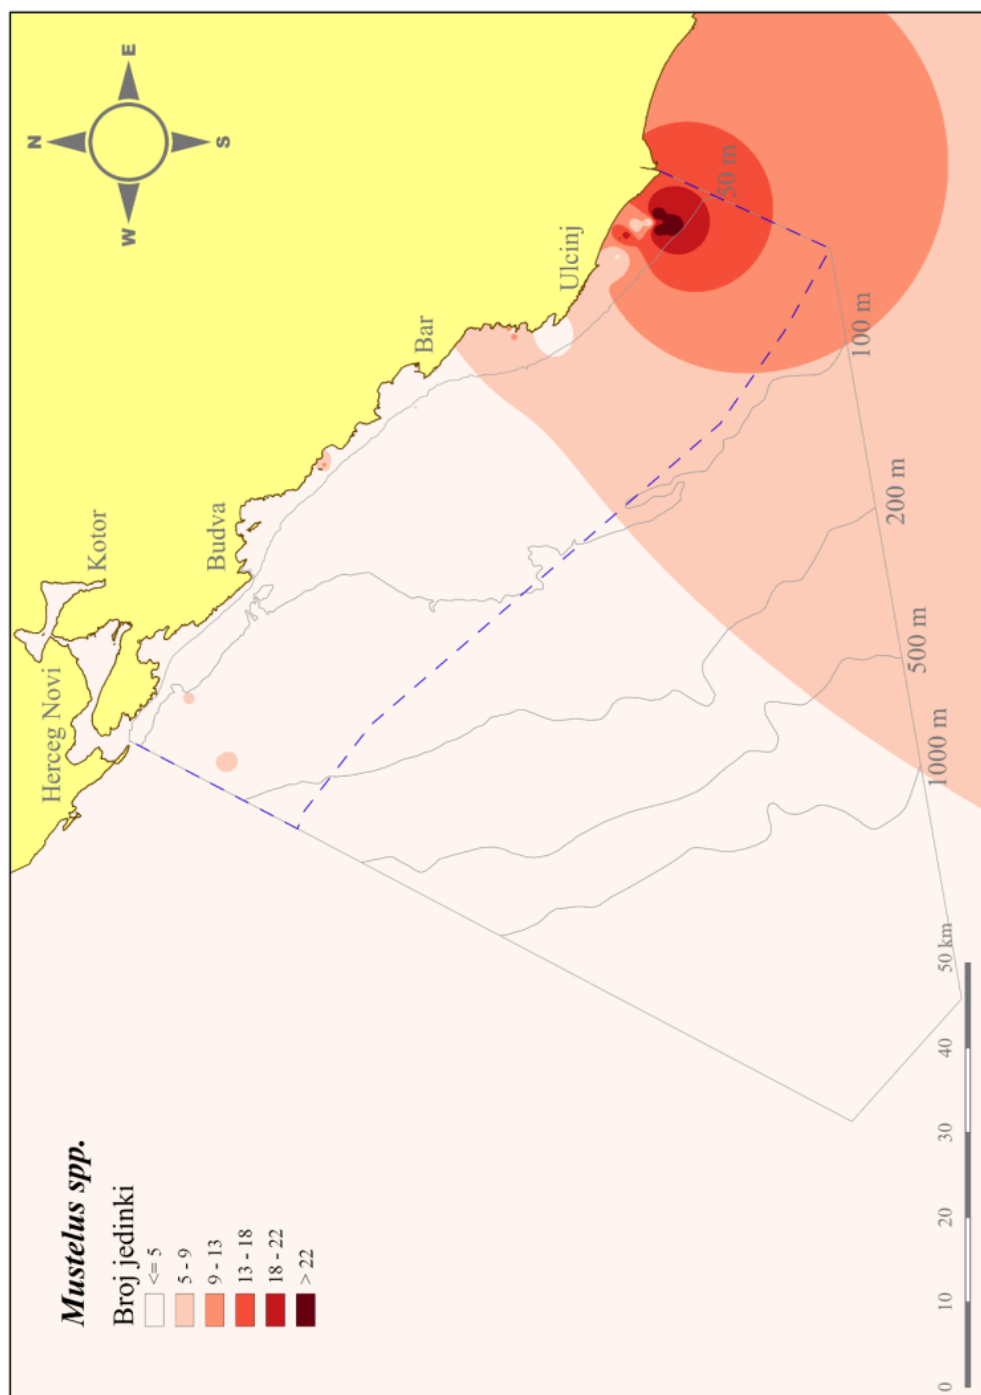 Mustelus spp.
Broj jedinki
<= 5
5 - 9
9 - 13
13 - 18
18 - 22
> 22
N
E
S
W
Herceg Novi
Kotor
Budva
Bar
Ulcinj
50 m
100 m
200 m
500 m
1000 m
0 10 20 30 40 50 km